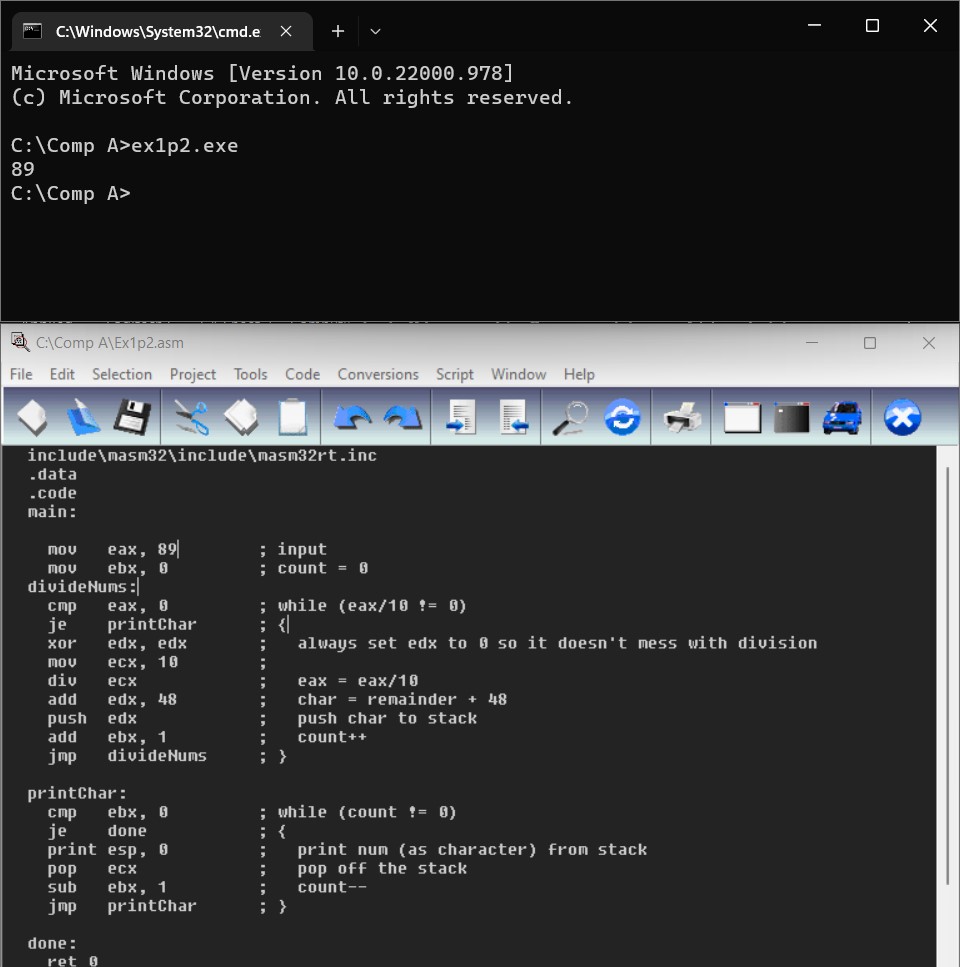 C:\Windows\System32\cmd.e
Microsoft Windows [Version 10.0.22000.978]
(c) Microsoft Corporation. All rights reserved.
C:\Comp A>ex1p2.exe
89
C:\Comp A>
C:\Comp A\Ex1p2.asm
File Edit Selection Project Tools Code Conversions Script Window Help
include\masm32\include\masm32rt.inc
.data
.code
main:
mov eax, 89 ; input
mov ebx, 0 ; count = 0
divideNums:
cmp eax, 0 ; while (eax/10 != 0)
je printChar ; {
xor edx, edx ; always set edx to 0 so it doesn't mess with division
mov ecx, 10 ;
div ecx ; eax = eax/10
add edx, 48 ; char = remainder + 48
push edx ; push char to stack
add ebx, 1 ; count++
jmp divideNums ; }
printChar:
cmp ebx, 0 ; while (count != 0)
je done ; {
print esp, 0 ; print num (as character) from stack
pop ecx ; pop off the stack
sub ebx, 1 ; count--
jmp printChar ; }
done:
ret 0